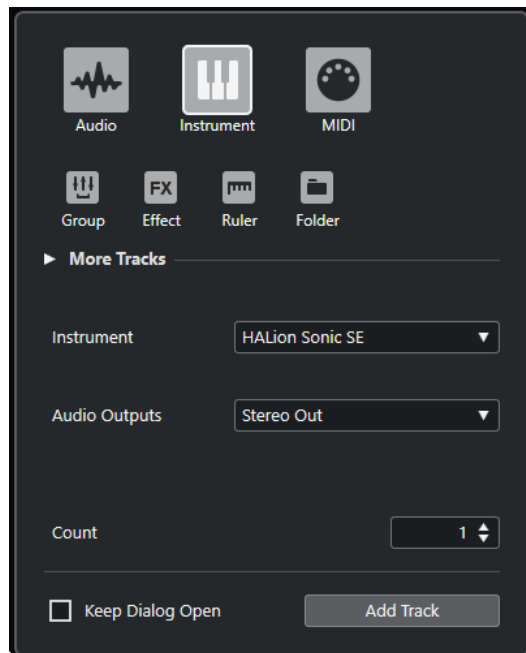 Audio Instrument MIDI
FX
Group Effect Ruler Folder
More Tracks
Instrument HALion Sonic SE
Audio Outputs Stereo Out
Count 1
Keep Dialog Open Add Track